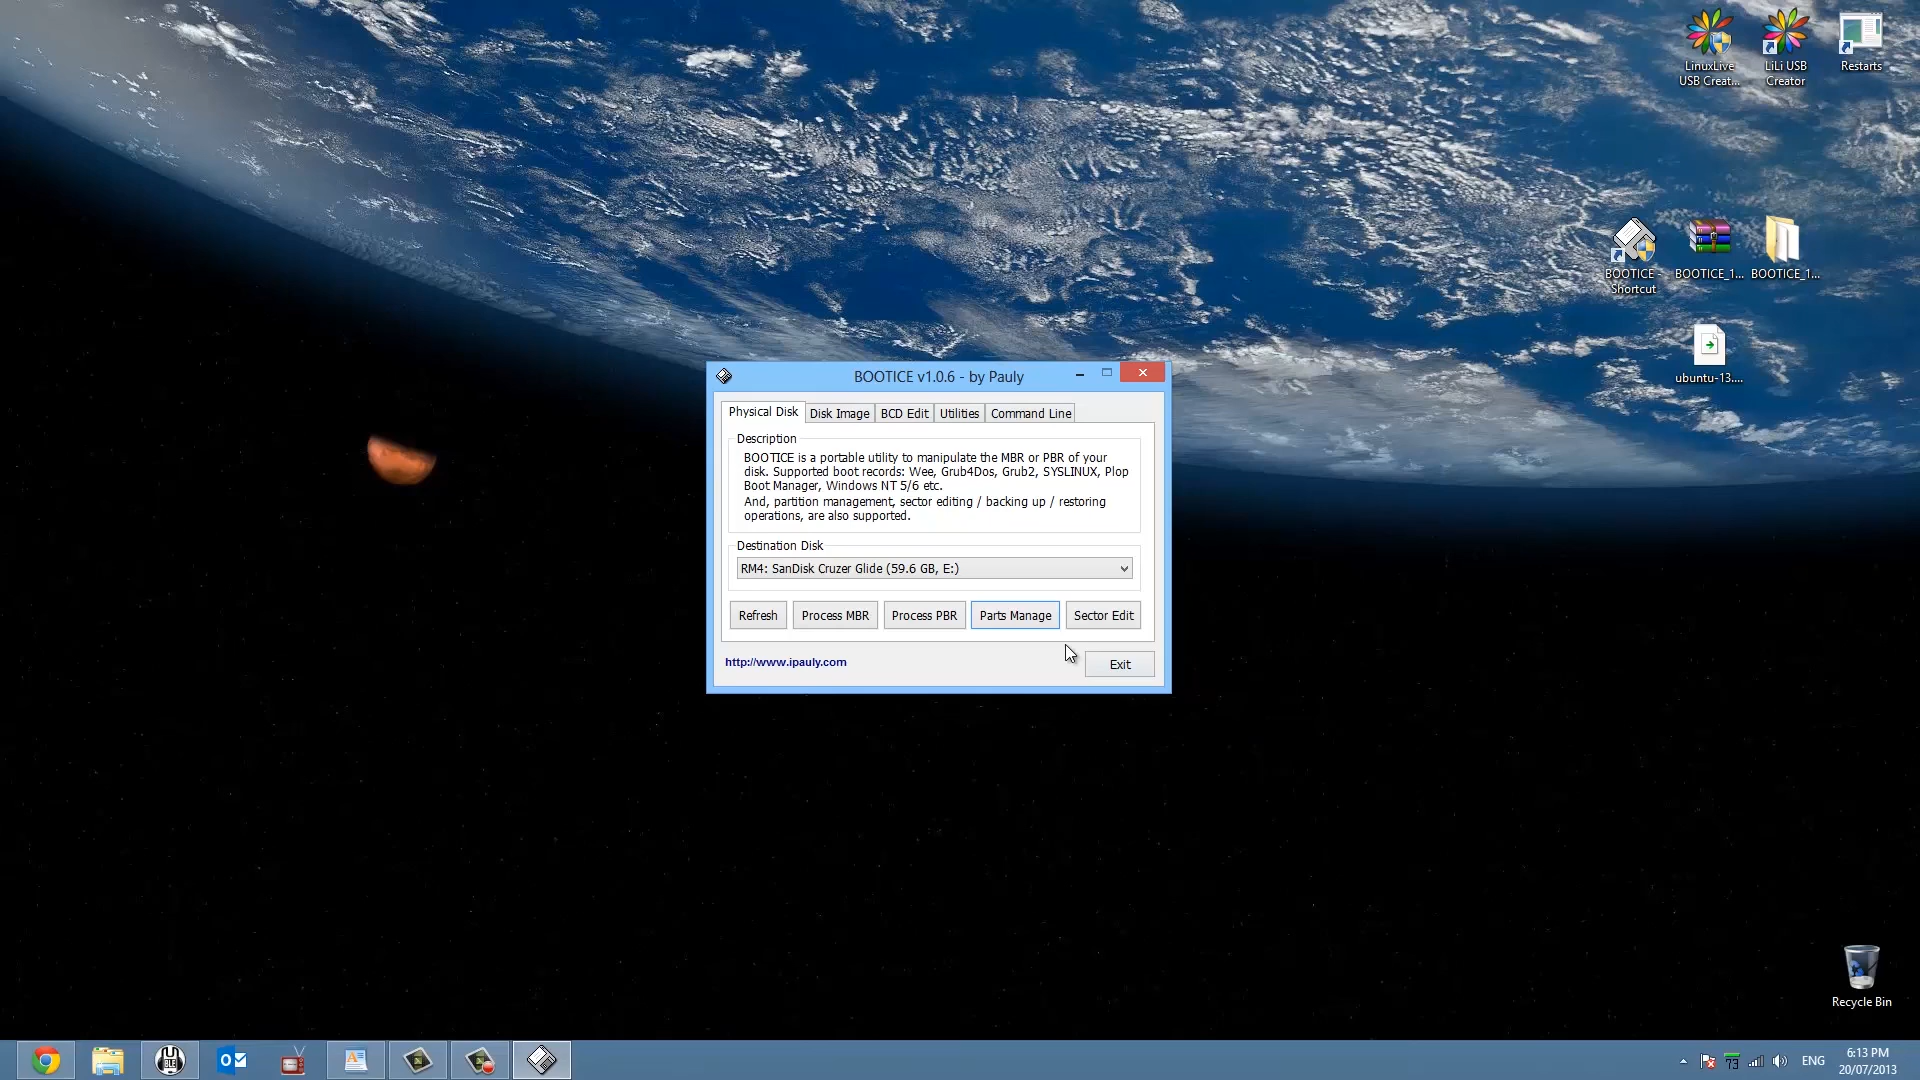 LinuxLive
USB Creat...
LiLi USB
Creator
Restarts
BOOTICE -
Shortcut
BOOTICE_1...
BOOTICE_1...
ubuntu-13....
BOOTICE v1.0.6 - by Pauly
Physical Disk
Disk Image
BCD Edit
Utilities
Command Line
Description
BOOTICE is a portable utility to manipulate the MBR or PBR of your
disk. Supported boot records: Wee, Grub4Dos, Grub2, SYSLINUX, Plop
Boot Manager, Windows NT 5/6 etc.
And, partition management, sector editing / backing up / restoring
operations, are also supported.
Destination Disk
RM4: SanDisk Cruzer Glide (59.6 GB, E:)
Refresh
Process MBR
Process PBR
Parts Manage
Sector Edit
http://www.ipauly.com
Exit
Recycle Bin
73
ENG
6:13 PM
20/07/2013